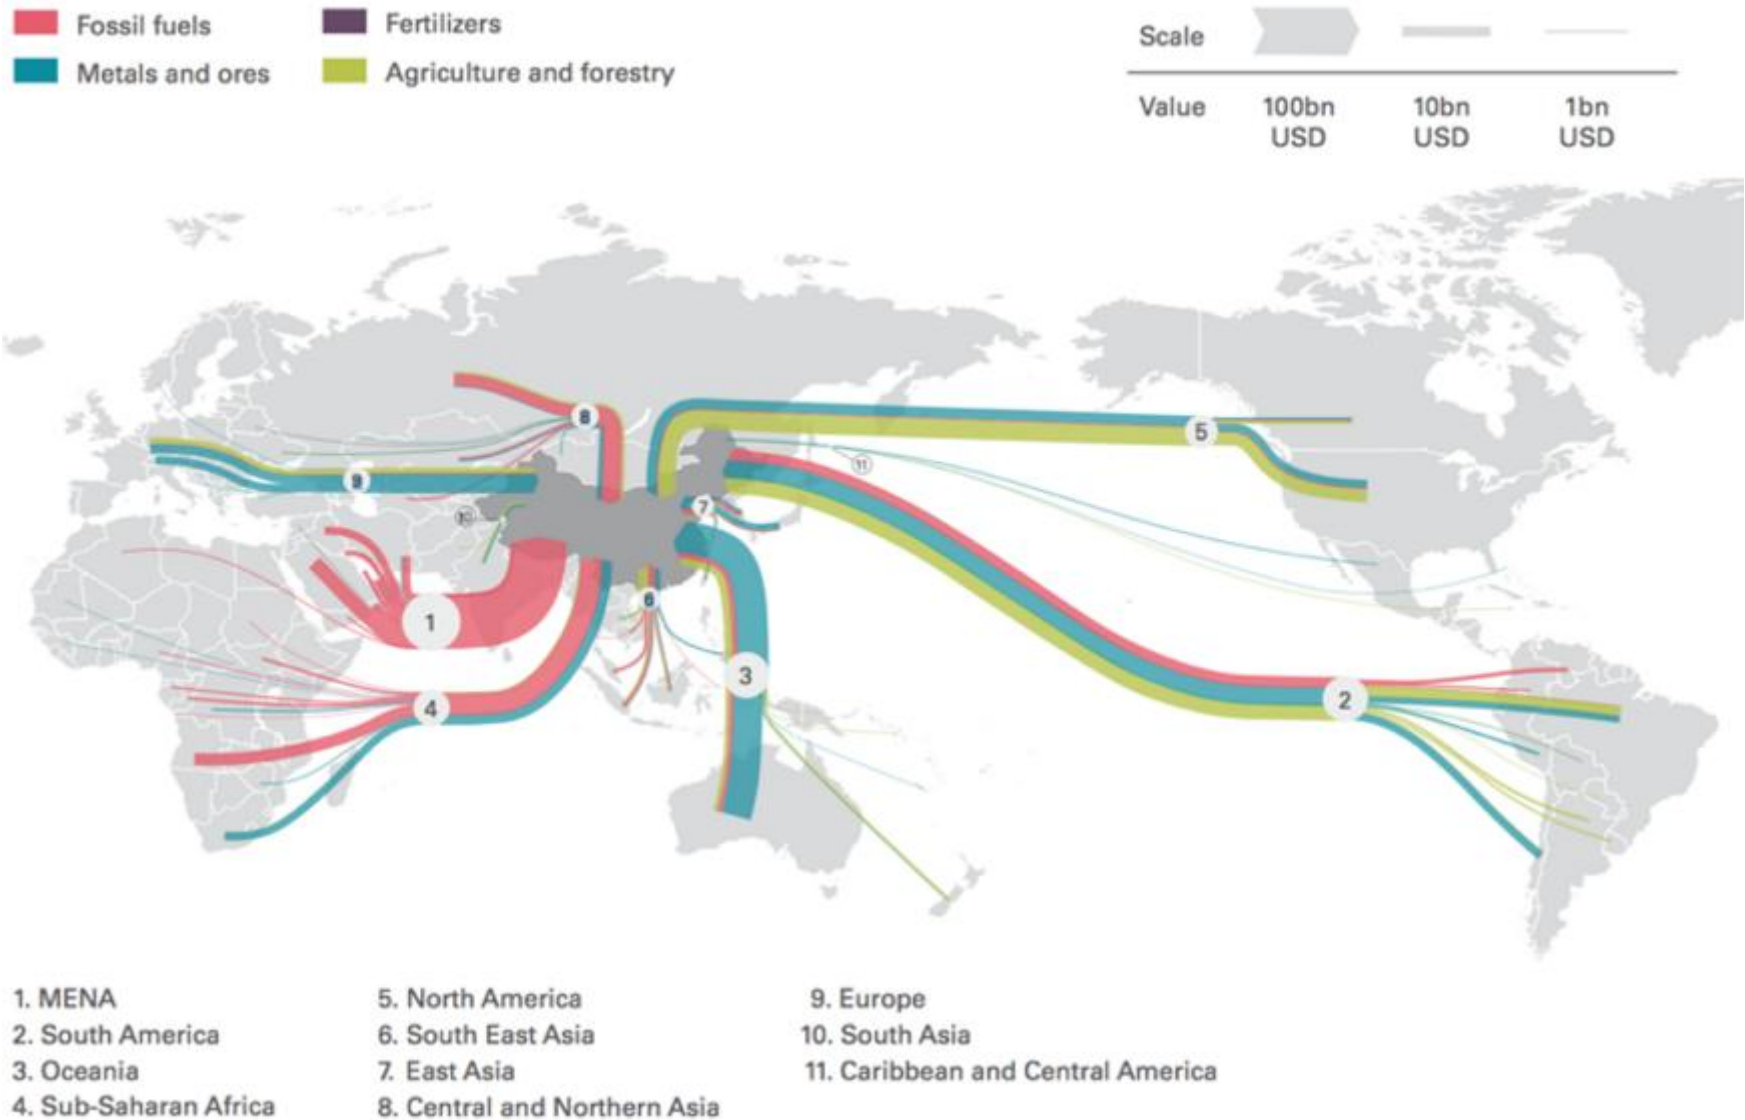 Fossil fuels
Fertilizers
Metals and ores
Agriculture and forestry
Scale
Value 100bn USD 10bn USD 1bn USD
8
5
11
9
7
10
6
1
3
2
4
1. MENA
2. South America
3. Oceania
4. Sub-Saharan Africa
5. North America
6. South East Asia
7. East Asia
8. Central and Northern Asia
9. Europe
10. South Asia
11. Caribbean and Central America